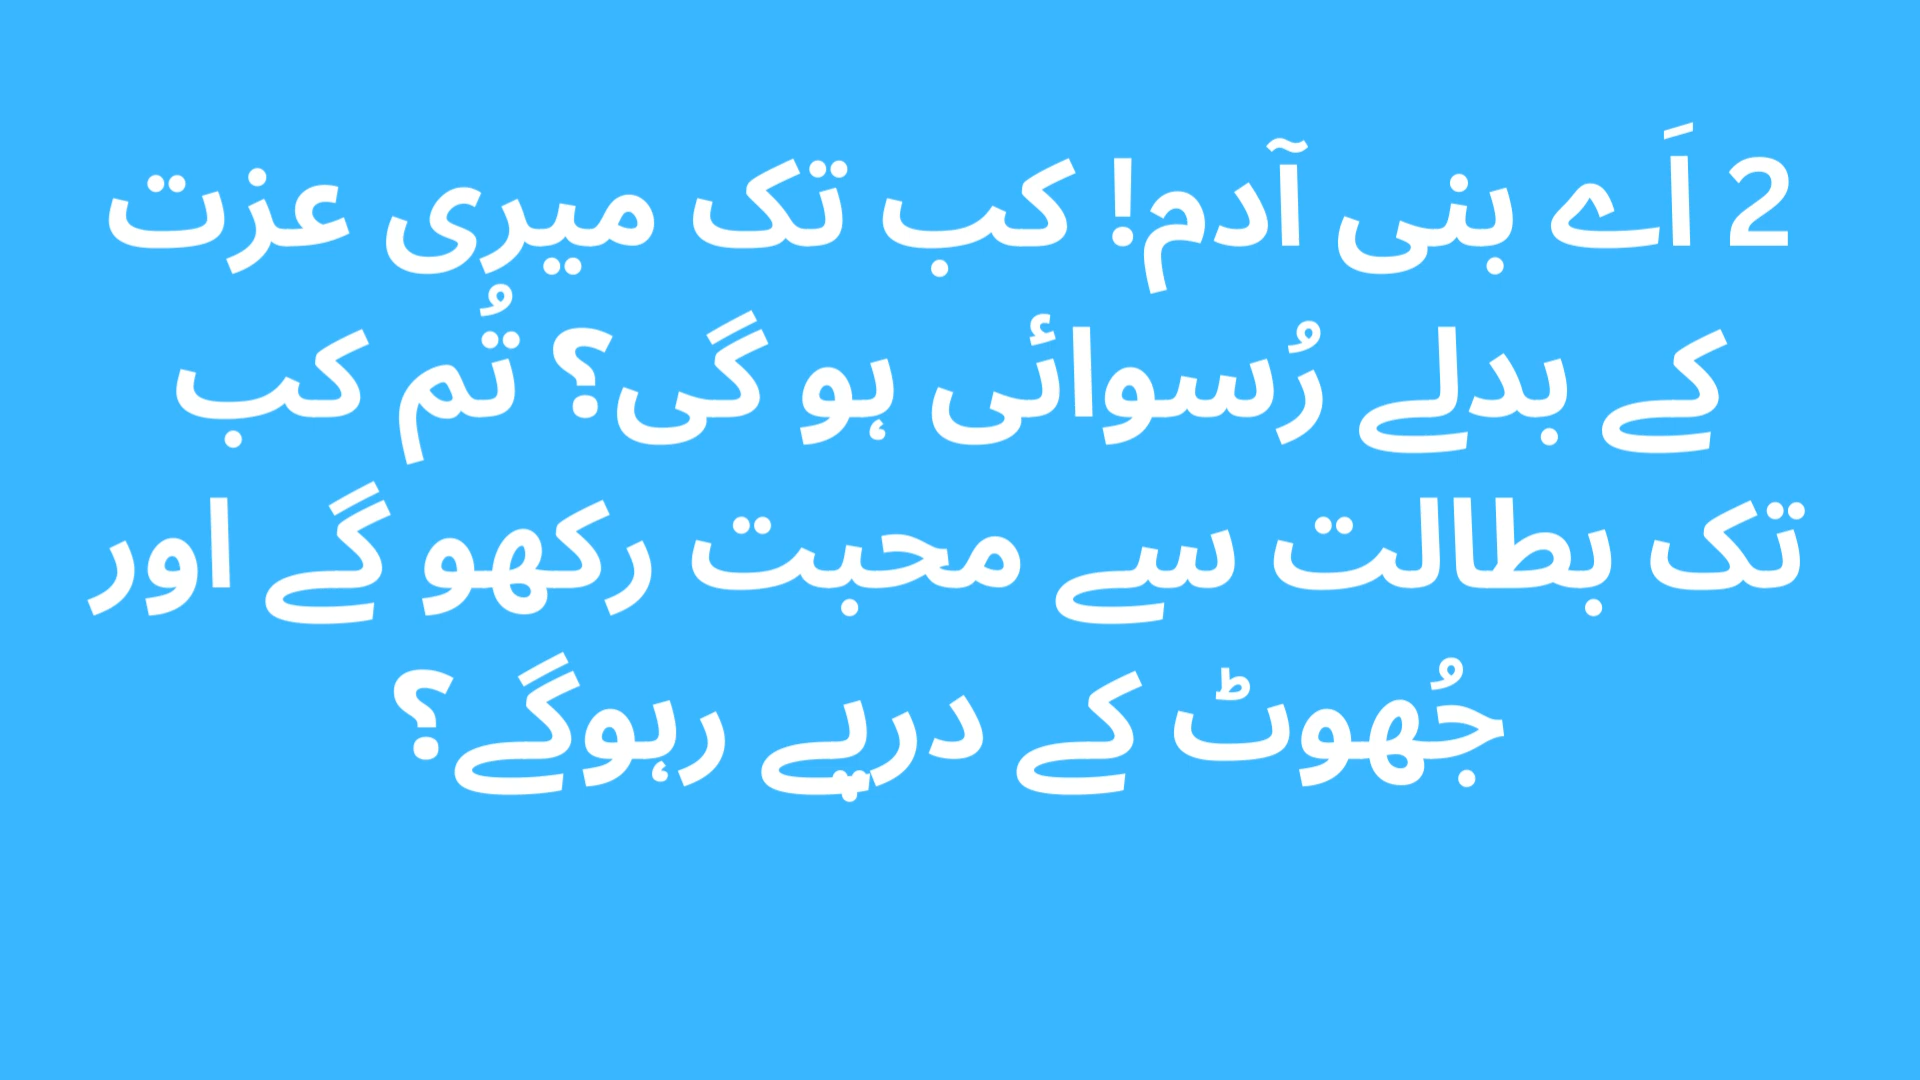 2 اَے بنی آدم! کب تک میری عزت
کے بدلے رُسوائی ہو گی؟ تُم کب
تک بطالت سے محبت رکھو گے اور
جُھوٹ کے درپے رہوگے؟